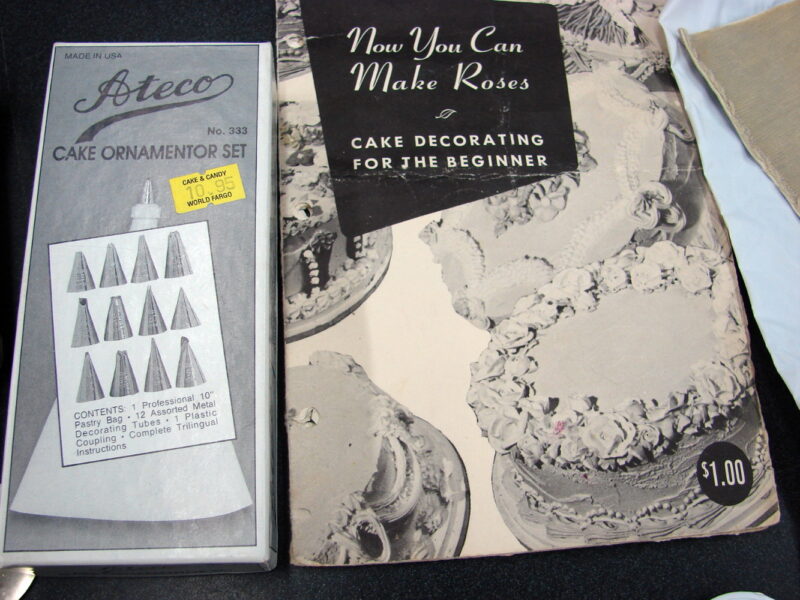 MADE IN USA
Ateco
No. 333
CAKE ORNAMENTOR SET
CAKE & CANDY
10.95
WORLD FARGO
CONTENTS: 1 Professional 10"
Pastry Bag • 12 Assorted Metal
Decorating Tubes • 1 Plastic
Coupling • Complete Trilingual
Instructions
Now You Can
Make Roses
CAKE DECORATING
FOR THE BEGINNER
$1.00